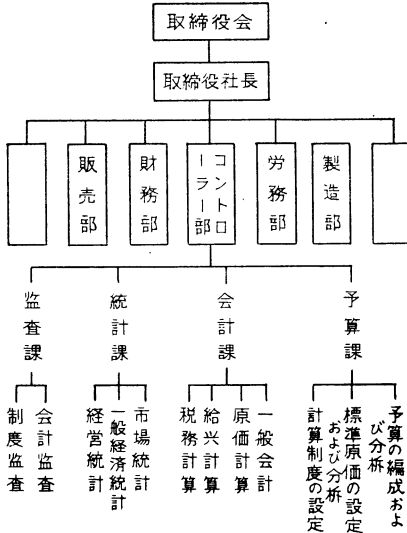 取締役会
取締役社長
販売部
財務部
コントロ
ーラー部
労務部
製造部
監査課
統計課
会計課
予算課
制度監査
会計監査
経営統計
一般経済統計
市場統計
税務計算
給兴計算
原価計算
一般会計
計算制度の設定
標準原価の設定
および分析
予算の編成およ
び分析